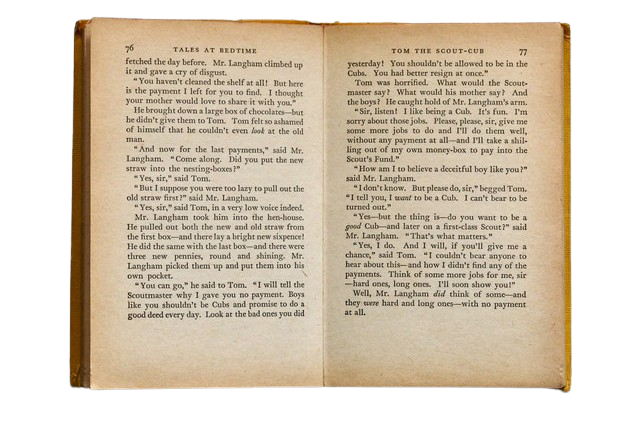 76 TALES AT BEDTIME
fetched the day before. Mr. Langham climbed up
it and gave a cry of disgust.
"You haven't cleaned the shelf at all! But here
is the payment I left for you to find. I thought
your mother would love to share it with you."
He brought down a large box of chocolates—but
he didn't give them to Tom. Tom felt so ashamed
of himself that he couldn't even look at the old
man.
"And now for the last payments," said Mr.
Langham. "Come along. Did you put the new
straw into the nesting-boxes?"
"Yes, sir," said Tom.
"But I suppose you were too lazy to pull out the
old straw first?" said Mr. Langham.
"Yes, sir," said Tom, in a very low voice indeed.
Mr. Langham took him into the hen-house.
He pulled out both the new and old straw from
the first box—and there lay a bright new sixpence!
He did the same with the last box—and there were
three new pennies, round and shining. Mr.
Langham picked them up and put them into his
own pocket.
"You can go," he said to Tom. "I will tell the
Scoutmaster why I gave you no payment. Boys
like you shouldn't be Cubs and promise to do a
good deed every day. Look at the bad ones you did
TOM THE SCOUT-CUB 77
yesterday! You shouldn't be allowed to be in the
Cubs. You had better resign at once."
Tom was horrified. What would the Scout-
master say? What would his mother say? And
the boys? He caught hold of Mr. Langham's arm.
"Sir, listen! I like being a Cub. It's fun. I'm
sorry about those jobs. Please, please, sir, give me
some more jobs to do and I'll do them well,
without any payment at all—and I'll take a shil-
ling out of my own money-box to pay into the
Scout's Fund."
"How am I to believe a deceitful boy like you?"
said Mr. Langham.
"I don't know. But please do, sir," begged Tom.
"I tell you, I want to be a Cub. I can't bear to be
turned out."
"Yes—but the thing is—do you want to be a
good Cub—and later on a first-class Scout?" said
Mr. Langham. "That's what matters."
"Yes, I do. And I will, if you'll give me a
chance," said Tom. "I couldn't bear anyone to
hear about this—and how I didn't find any of the
payments. Think of some more jobs for me, sir
—hard ones, long ones. I'll soon show you!"
Well, Mr. Langham did think of some—and
they were hard and long ones—with no payment
at all.